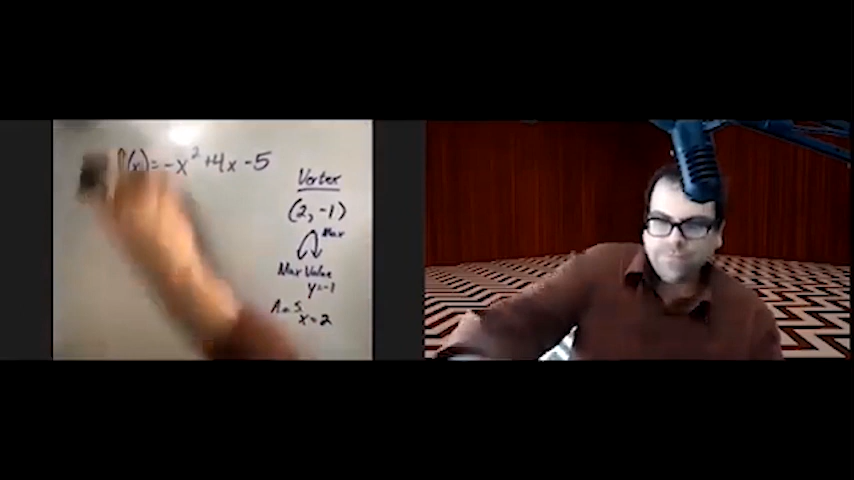 f(x)=-x²+4x-5
Vertex
(2,-1)
Max
Max Value
y=-1
A.o.S.
x=2